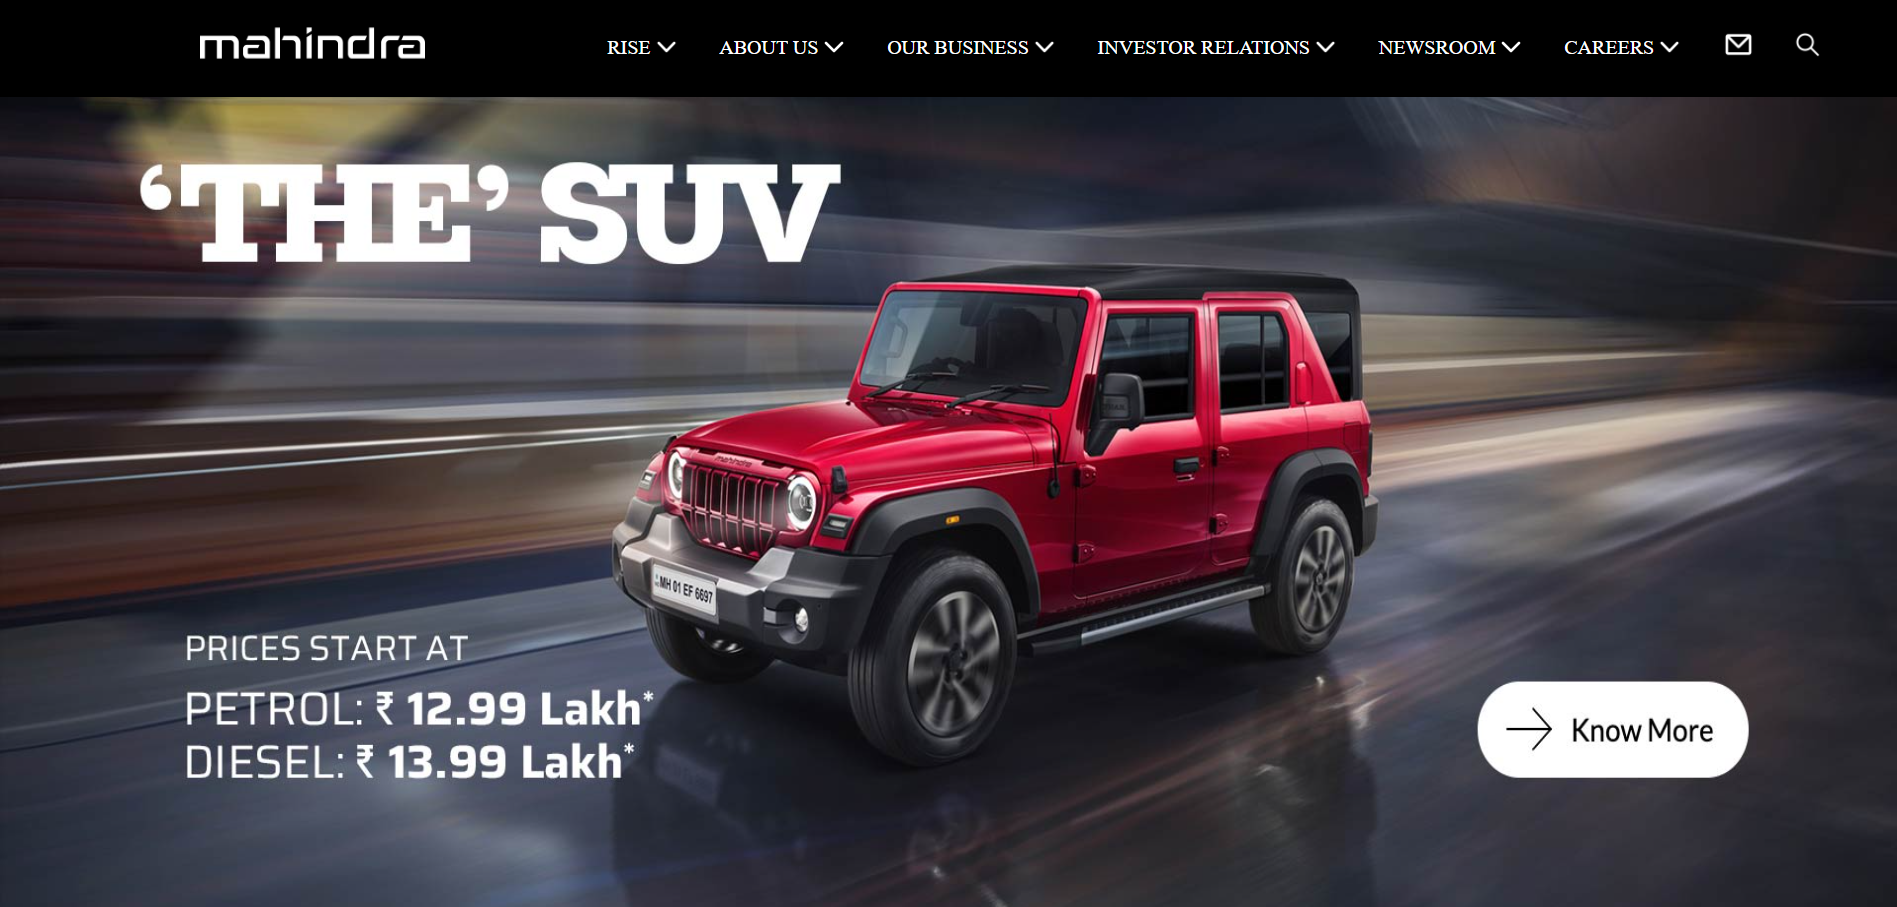 mahindra
RISE
ABOUT US
OUR BUSINESS
INVESTOR RELATIONS
NEWSROOM
CAREERS
‘THE’ SUV
mahindra
MH 01 EF 6697
PRICES START AT
PETROL: ₹ 12.99 Lakh*
DIESEL: ₹ 13.99 Lakh*
Know More